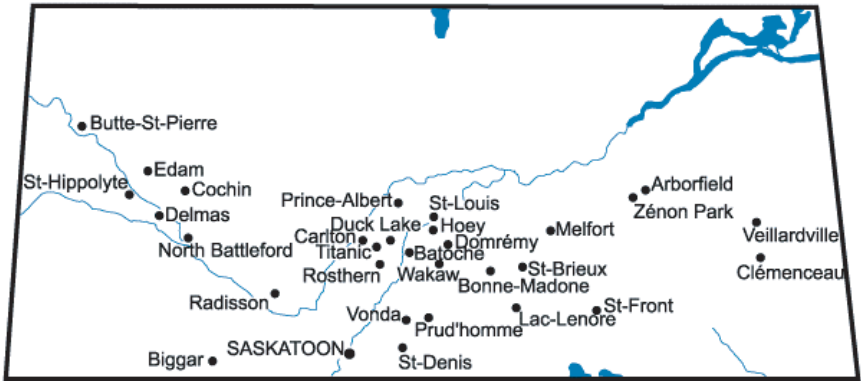 Butte-St-Pierre
Edam
St-Hippolyte
Cochin
Arborfield
Prince-Albert
St-Louis
Zénon Park
Delmas
Duck Lake
Hoey
Melfort
Veillardville
Carlton
Domrémy
North Battleford
Titanic
Batoche
Rosthern
Wakaw
St-Brieux
Clémenceau
Bonne-Madone
Radisson
St-Front
Vonda
Prud'homme
Lac-Lenore
SASKATOON
Biggar
St-Denis